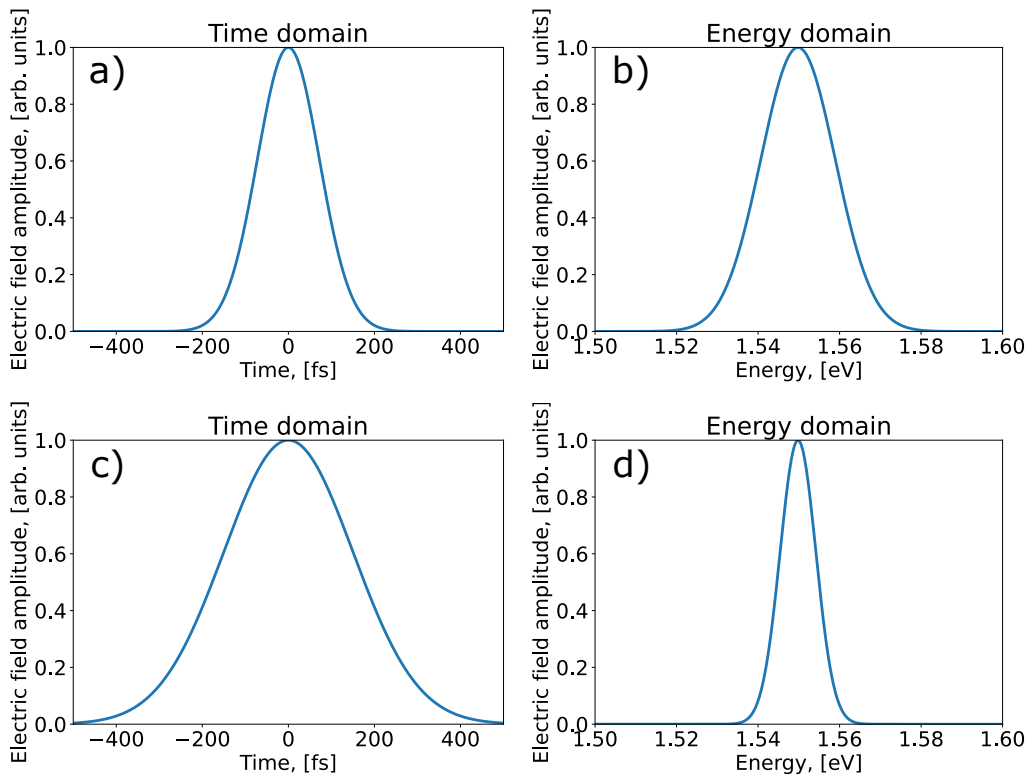 Time domain
a)
Electric field amplitude, [arb. units]
1.0
0.8
0.6
0.4
0.2
0.0
−400 −200 0 200 400
Time, [fs]
Energy domain
b)
Electric field amplitude, [arb. units]
1.0
0.8
0.6
0.4
0.2
0.0
1.50 1.52 1.54 1.56 1.58 1.60
Energy, [eV]
Time domain
c)
Electric field amplitude, [arb. units]
1.0
0.8
0.6
0.4
0.2
0.0
−400 −200 0 200 400
Time, [fs]
Energy domain
d)
Electric field amplitude, [arb. units]
1.0
0.8
0.6
0.4
0.2
0.0
1.50 1.52 1.54 1.56 1.58 1.60
Energy, [eV]